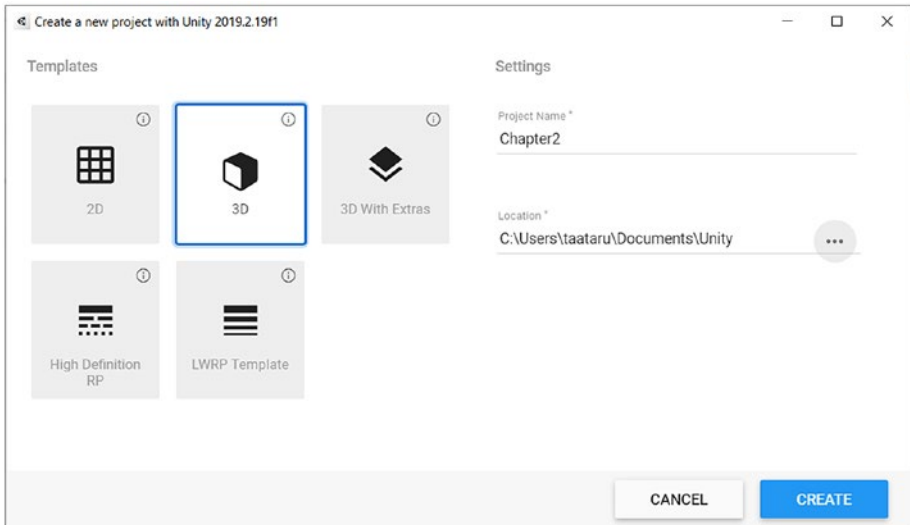 Create a new project with Unity 2019.2.19f1
Templates
2D
3D
3D With Extras
High Definition
RP
LWRP Template
Settings
Project Name *
Chapter2
Location *
C:\Users\taataru\Documents\Unity
CANCEL
CREATE